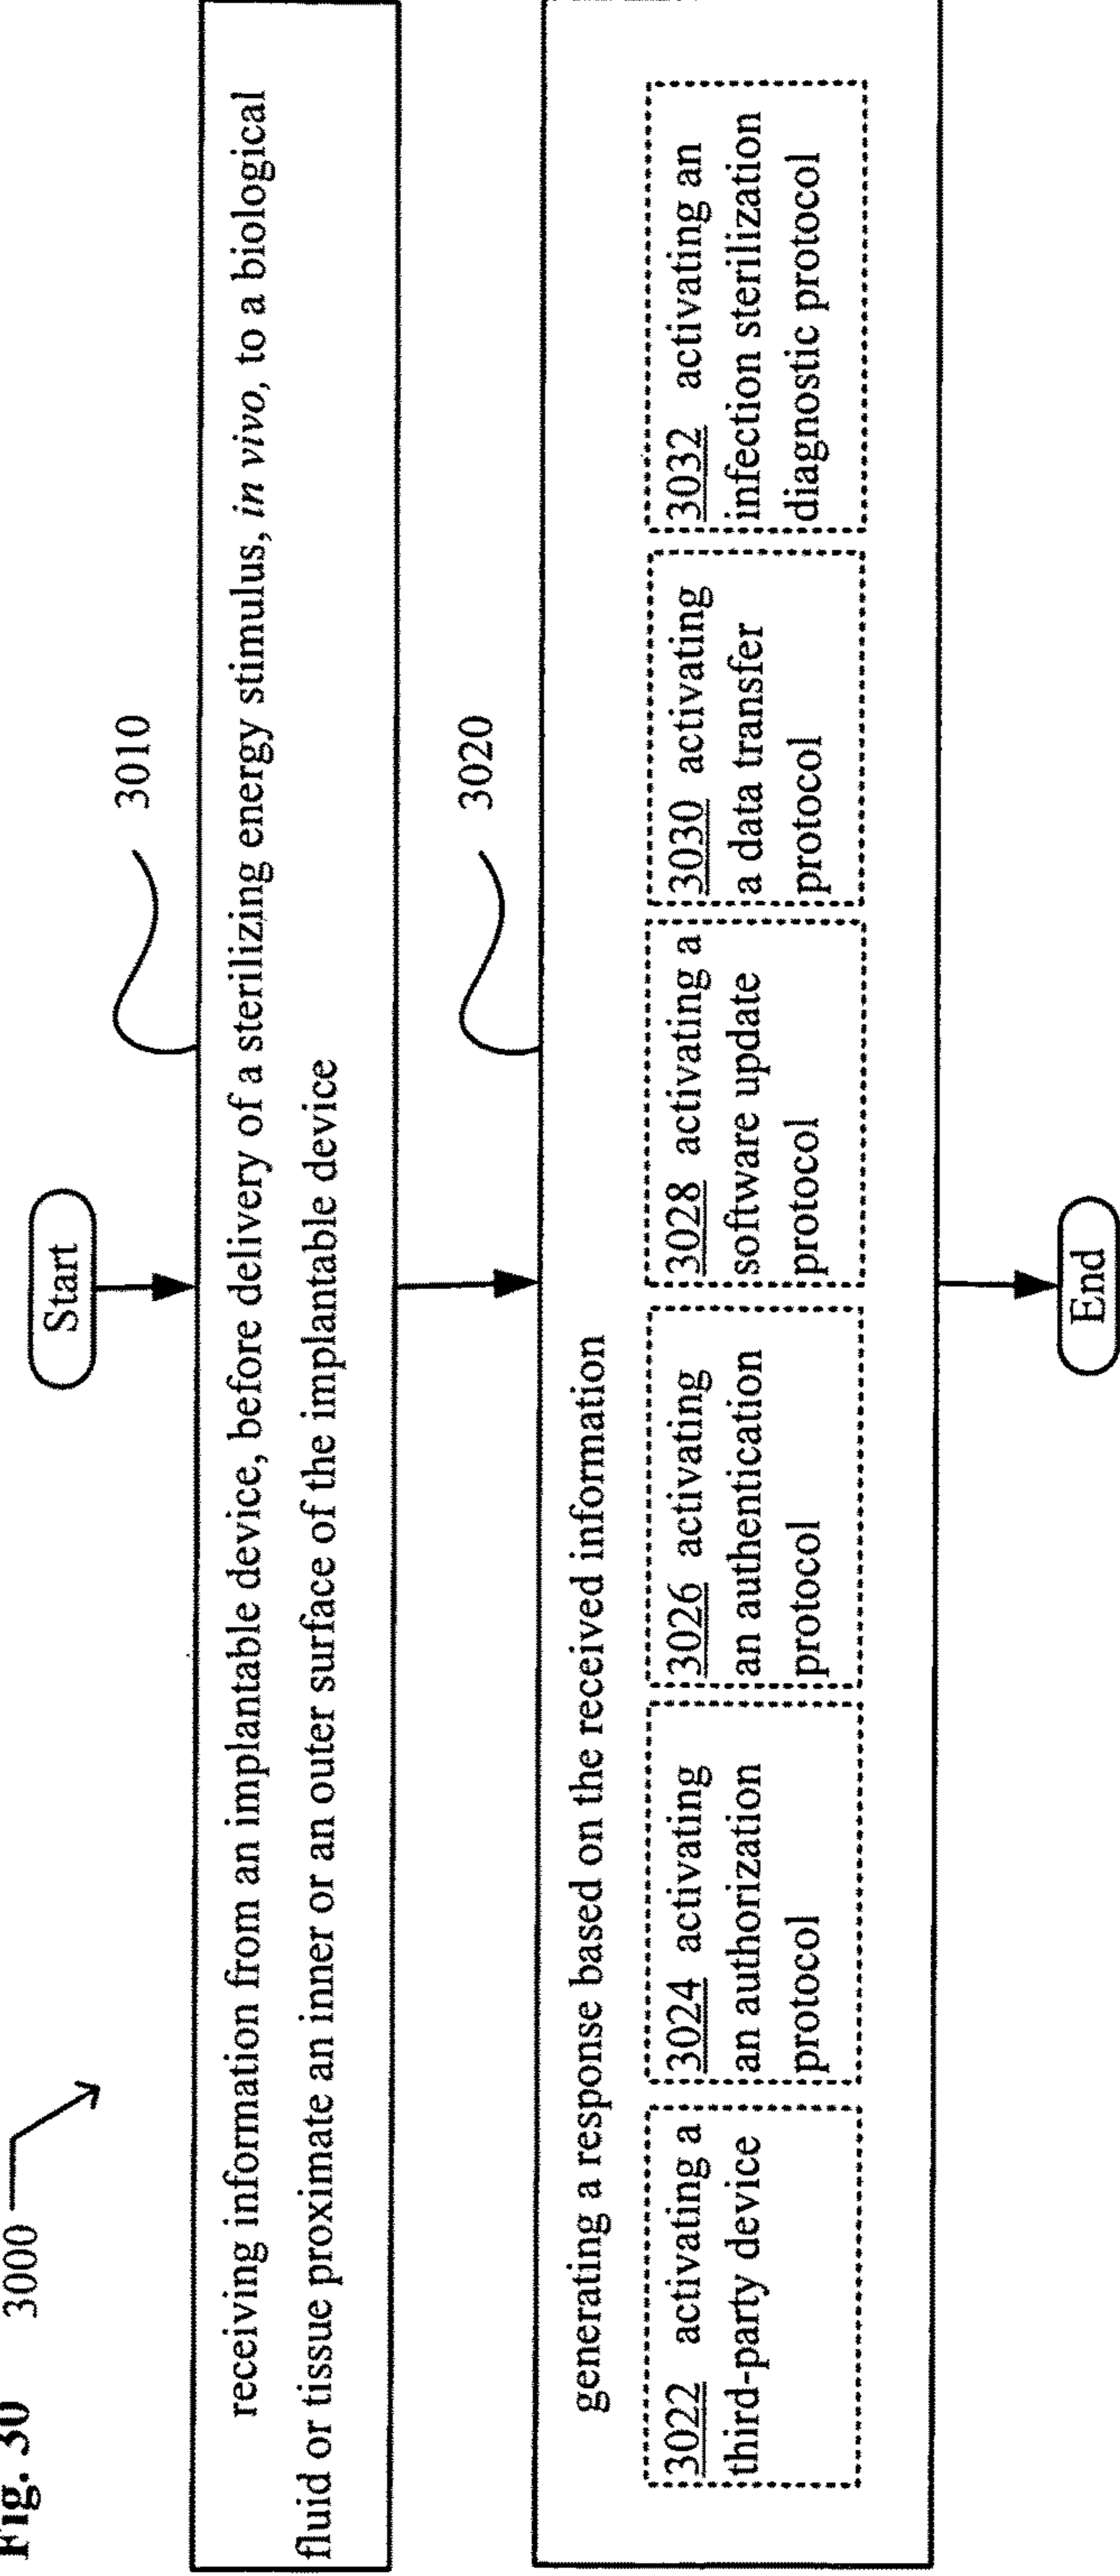 Fig. 30
3000
Start
3010
receiving information from an implantable device, before delivery of a sterilizing energy stimulus, in vivo, to a biological
fluid or tissue proximate an inner or an outer surface of the implantable device
3020
generating a response based on the received information
3022 activating a
third-party device
3024 activating
an authorization
protocol
3026 activating
an authentication
protocol
3028 activating a
software update
protocol
3030 activating
a data transfer
protocol
3032 activating an
infection sterilization
diagnostic protocol
End